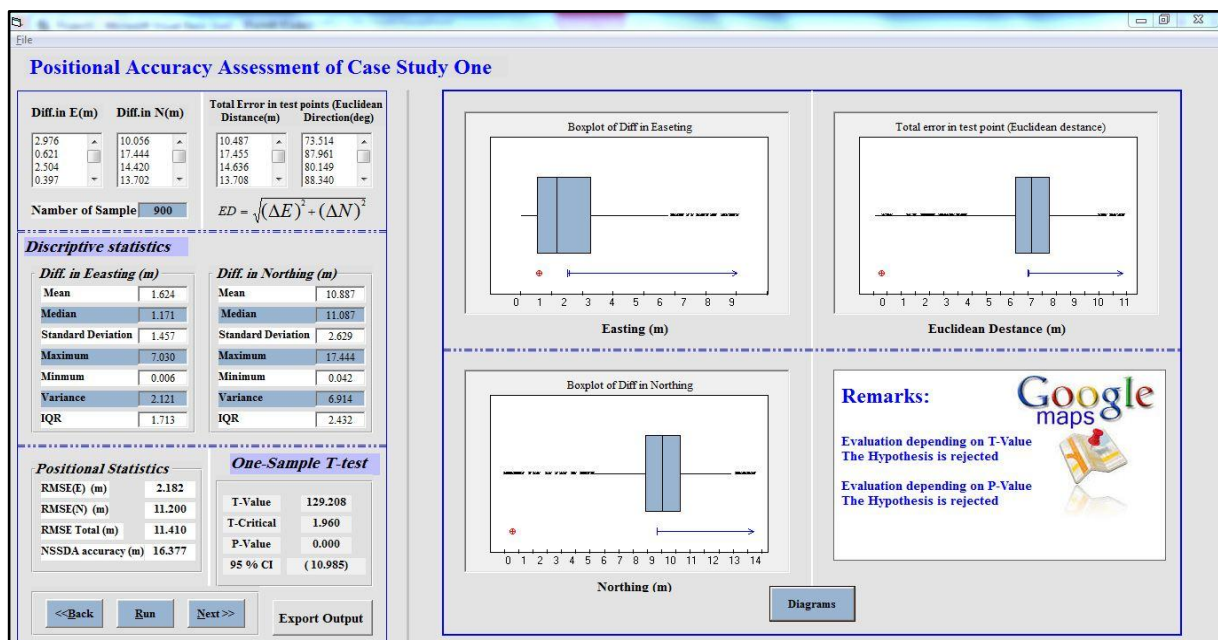 File
Positional Accuracy Assessment of Case Study One
Diff.in E(m) Diff.in N(m)
Total Error in test points (Euclidean
Distance(m) Direction(deg)
2.976 10.056 10.487 73.514
0.621 17.444 17.455 87.961
2.504 14.420 14.636 80.149
0.397 13.702 13.708 88.340
Namber of Sample 900
ED = √(ΔE)² + (ΔN)²
Discriptive statistics
Diff. in Eeasting (m)
Mean 1.624
Median 1.171
Standard Deviation 1.457
Maximum 7.030
Minmum 0.006
Variance 2.121
IQR 1.713
Diff. in Northing (m)
Mean 10.887
Median 11.087
Standard Deviation 2.629
Maximum 17.444
Minimum 0.042
Variance 6.914
IQR 2.432
Positional Statistics
RMSE(E) (m) 2.182
RMSE(N) (m) 11.200
RMSE Total (m) 11.410
NSSDA accuracy (m) 16.377
One-Sample T-test
T-Value 129.208
T-Critical 1.960
P-Value 0.000
95 % CI ( 10.985)
<<Back Run Next >> Export Output
Boxplot of Diff in Easeting
0 1 2 3 4 5 6 7 8 9
Easting (m)
Total error in test point (Euclidean destance)
0 1 2 3 4 5 6 7 8 9 10 11
Euclidean Destance (m)
Boxplot of Diff in Northing
0 1 2 3 4 5 6 7 8 9 10 11 12 13 14
Northing (m)
Remarks:
Google
maps
Evaluation depending on T-Value
The Hypothesis is rejected
Evaluation depending on P-Value
The Hypothesis is rejected
Diagrams